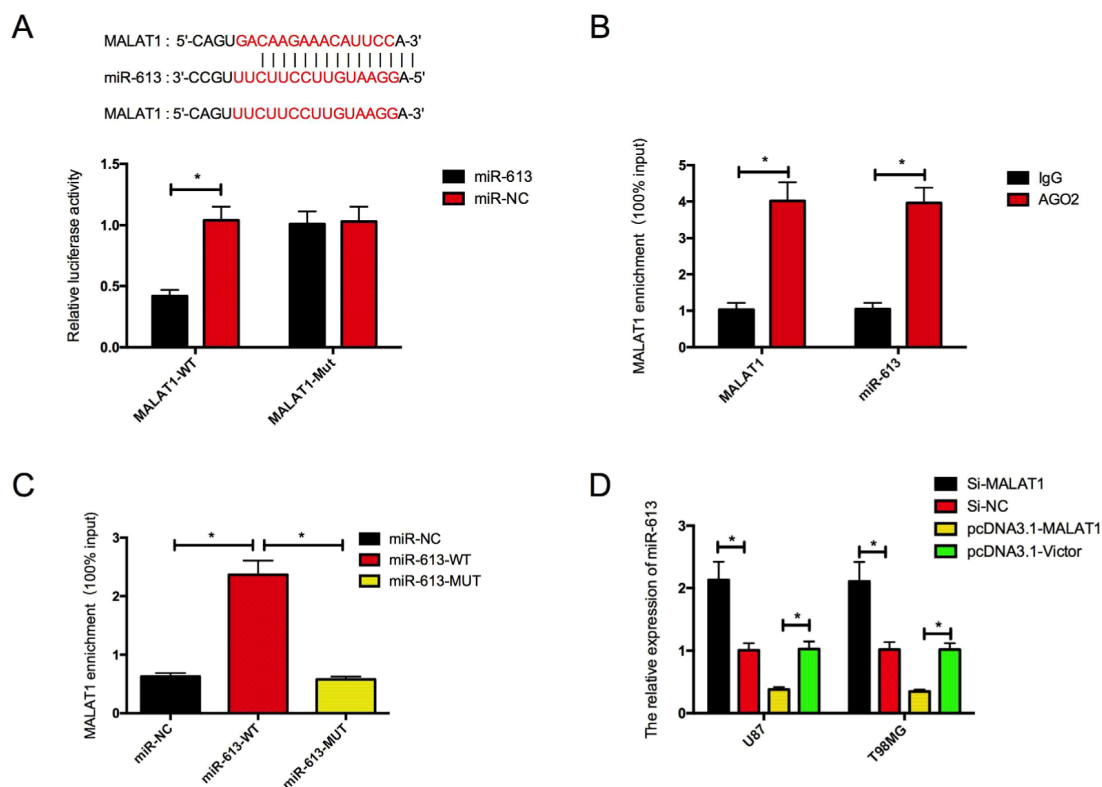 A
MALAT1 : 5'-CAGUGACAAGAAACAUUCCA-3'
miR-613 : 3'-CCGUUUCUUCCUUGUAAGGA-5'
MALAT1 : 5'-CAGUUUCUUCCUUGUAAGGA-3'
Relative luciferase activity
1.5
1.0
0.5
0.0
*
miR-613
miR-NC
MALAT1-WT
MALAT1-Mut
B
MALAT1 ennichment (100% input)
5
4
3
2
1
0
*
*
IgG
AGO2
MALAT1
miR-613
C
MALAT1 ennichment (100% input)
3
2
1
0
*
*
miR-NC
miR-613-WT
miR-613-MUT
miR-NC
miR-613-WT
miR-613-MUT
D
The relative expression of miR-613
3
2
1
0
*
*
*
*
Si-MALAT1
Si-NC
pcDNA3.1-MALAT1
pcDNA3.1-Victor
U87
T98MG